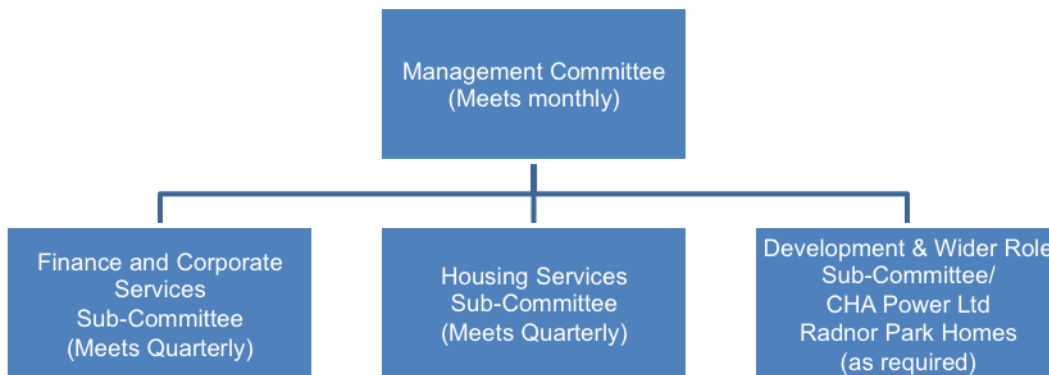 Management Committee
(Meets monthly)
Finance and Corporate
Services
Sub-Committee
(Meets Quarterly)
Housing Services
Sub-Committee
(Meets Quarterly)
Development & Wider Role
Sub-Committee/
CHA Power Ltd
Radnor Park Homes
(as required)